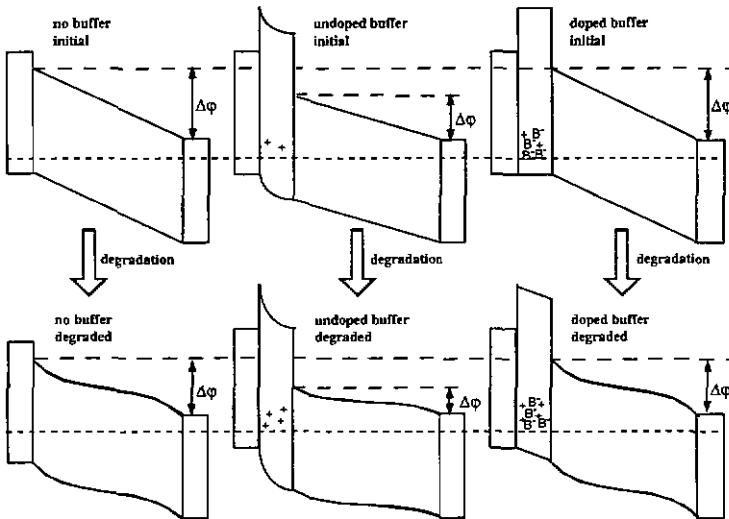 no buffer
initial
undoped buffer
initial
doped buffer
initial
Δφ
Δφ
Δφ
+ +
+ B⁻
B⁻+
B⁻B⁻
degradation
degradation
degradation
no buffer
degraded
undoped buffer
degraded
doped buffer
degraded
Δφ
Δφ
Δφ
+ +
+ +
+B⁻+
B⁻+
+B⁻B⁻